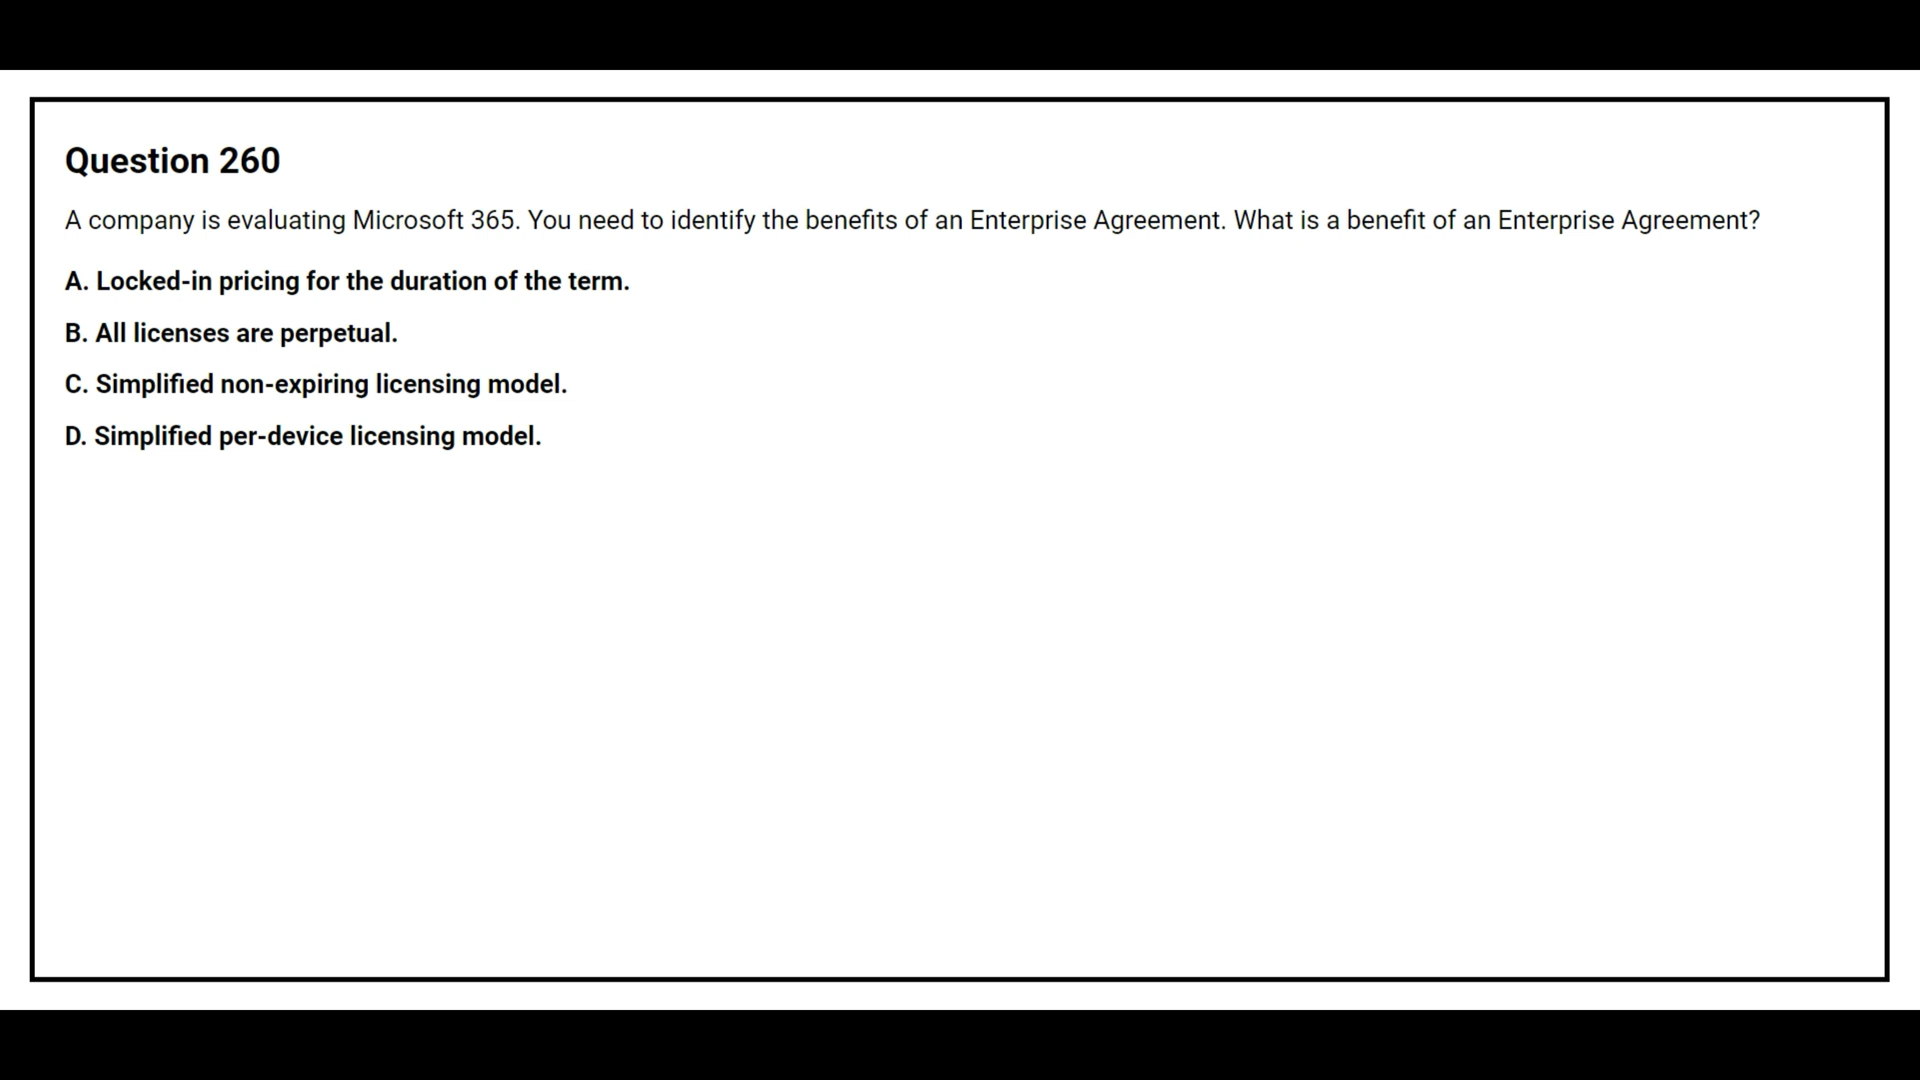 Question 260
A company is evaluating Microsoft 365. You need to identify the benefits of an Enterprise Agreement. What is a benefit of an Enterprise Agreement?
A. Locked-in pricing for the duration of the term.
B. All licenses are perpetual.
C. Simplified non-expiring licensing model.
D. Simplified per-device licensing model.